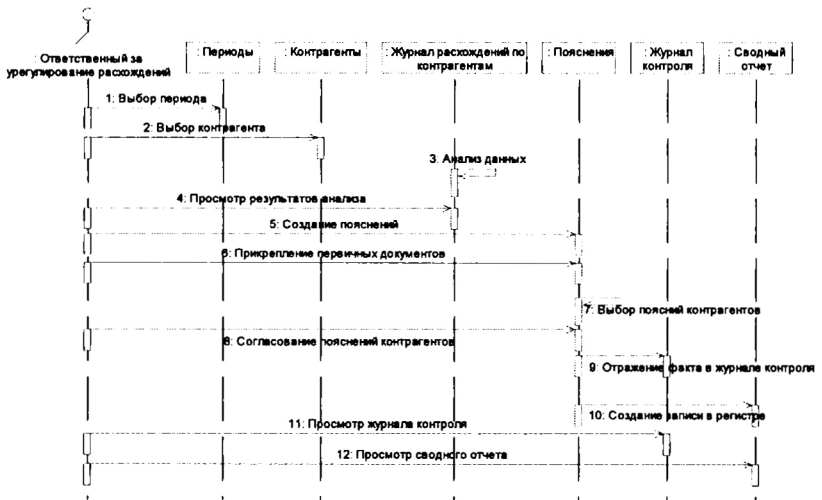 : Ответственный за
урегулирование расхождений
: Периоды
: Контрагенты
: Журнал расхождений по
контрагентам
: Пояснения
: Журнал
контроля
: Сводный
отчет
1: Выбор периода
2: Выбор контрагента
3: Анализ данных
4: Просмотр результатов анализа
5: Создание пояснений
6: Прикрепление первичных документов
7: Выбор поясний контрагентов
8: Согласование пояснений контрагентов
9: Отражение факта в журнале контроля
10: Создание записи в регистре
11: Просмотр журнала контроля
12: Просмотр сводного отчета